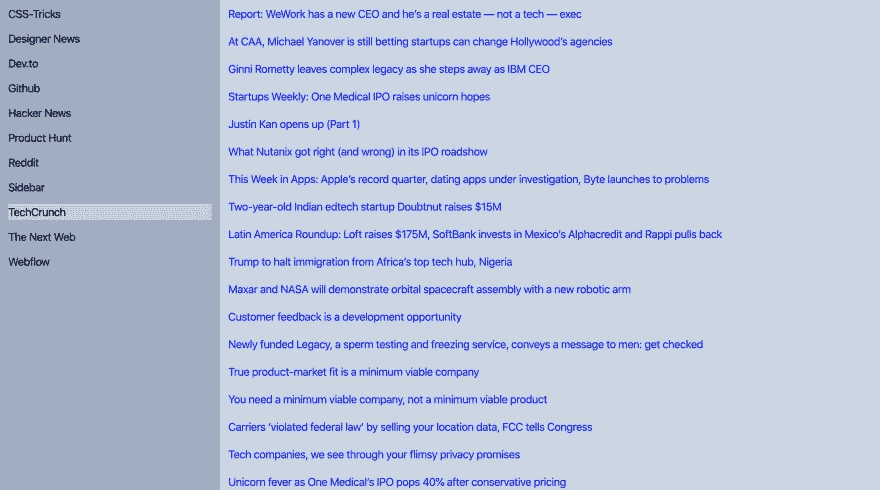 CSS-Tricks
Designer News
Dev.to
Github
Hacker News
Product Hunt
Reddit
Sidebar
TechCrunch
The Next Web
Webflow
Report: WeWork has a new CEO and he's a real estate — not a tech — exec
At CAA, Michael Yanover is still betting startups can change Hollywood's agencies
Ginni Rometty leaves complex legacy as she steps away as IBM CEO
Startups Weekly: One Medical IPO raises unicorn hopes
Justin Kan opens up (Part 1)
What Nutanix got right (and wrong) in its IPO roadshow
This Week in Apps: Apple's record quarter, dating apps under investigation, Byte launches to problems
Two-year-old Indian edtech startup Doubtnut raises $15M
Latin America Roundup: Loft raises $175M, SoftBank invests in Mexico's Alphacredit and Rappi pulls back
Trump to halt immigration from Africa's top tech hub, Nigeria
Maxar and NASA will demonstrate orbital spacecraft assembly with a new robotic arm
Customer feedback is a development opportunity
Newly funded Legacy, a sperm testing and freezing service, conveys a message to men: get checked
True product-market fit is a minimum viable company
You need a minimum viable company, not a minimum viable product
Carriers ‘violated federal law’ by selling your location data, FCC tells Congress
Tech companies, we see through your flimsy privacy promises
Unicorn fever as One Medical's IPO pops 40% after conservative pricing